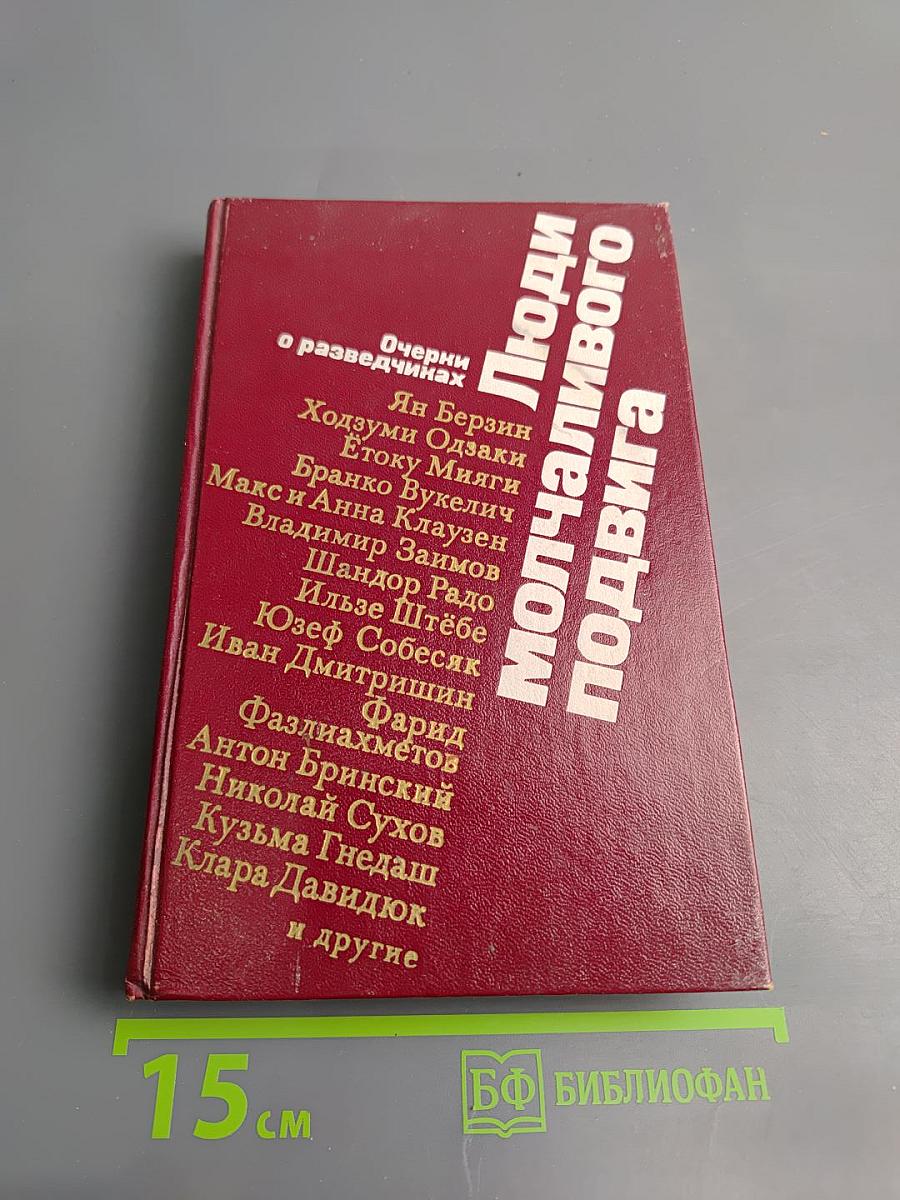 Люди
молчаливого
подвига
Очерки
о разведчиках
Ян Берзин
Ходзуми Одзаки
Ётоку Мияги
Бранко Вукелич
Макс и Анна Клаузен
Владимир Заимов
Шандор Радо
Ильзе Штёбе
Юзеф Собесяк
Иван Дмитришин
Фарид
Фазлиахметов
Антон Бринский
Николай Сухов
Кузьма Гнедаш
Клара Давидюк
и другие
15 см
БФ БИБЛИОФАН